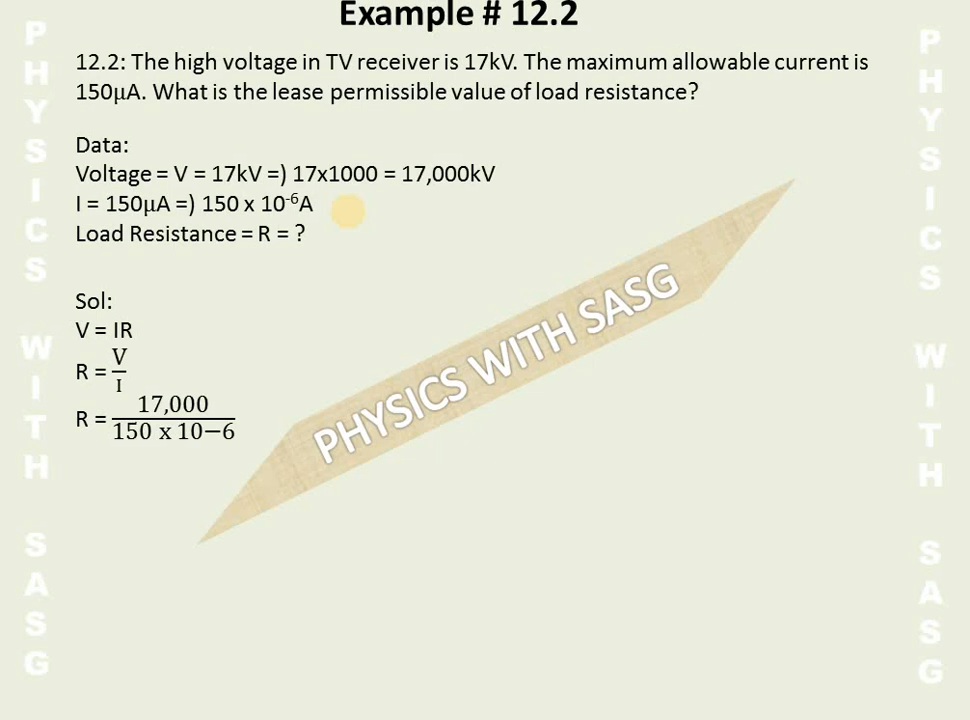 Example # 12.2
12.2: The high voltage in TV receiver is 17kV. The maximum allowable current is
150μA. What is the lease permissible value of load resistance?
Data:
Voltage = V = 17kV =) 17x1000 = 17,000kV
I = 150μA =) 150 x 10⁻⁶A
Load Resistance = R = ?
Sol:
V = IR
R = V/I
R = 17,000/150 x 10−6
PHYSICS WITH SASG
PHYSICS WITH SASG
PHYSICS WITH SASG